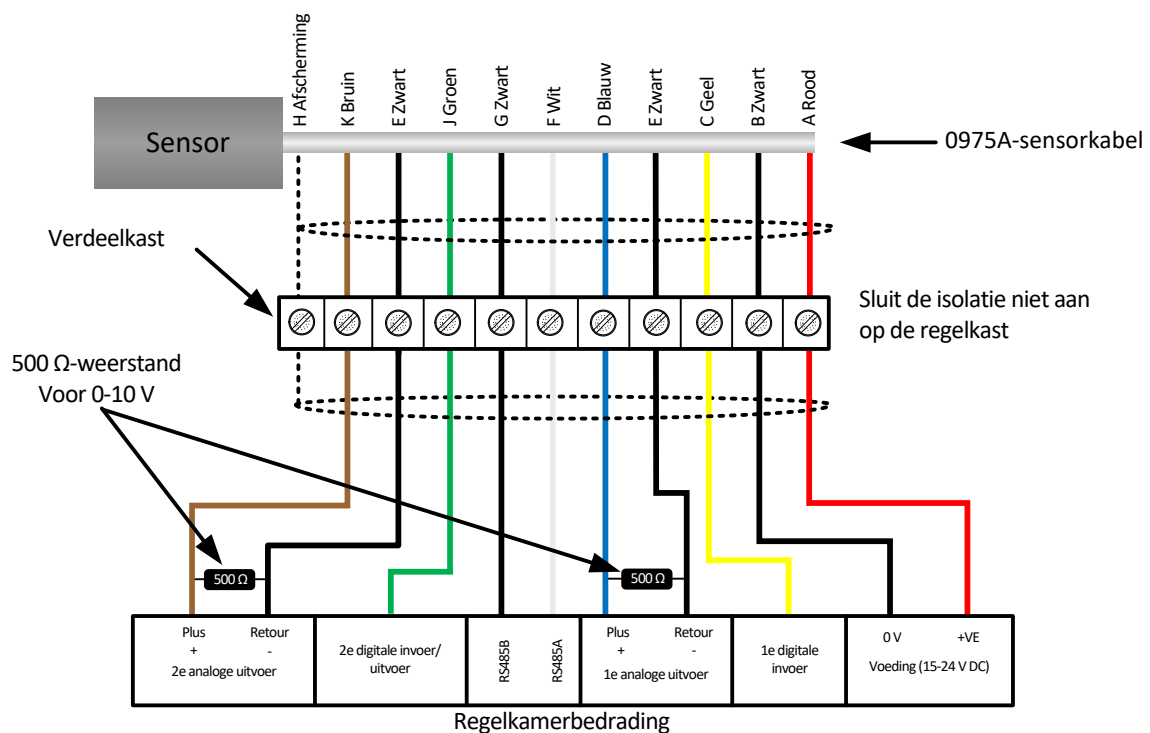 H Afscherming
K Bruin
E Zwart
J Groen
G Zwart
F Wit
D Blauw
E Zwart
C Geel
B Zwart
A Rood
Sensor
0975A-sensorkabel
Verdeelkast
Sluit de isolatie niet aan
op de regelkast
500 Ω-weerstand
Voor 0-10 V
500 Ω
500 Ω
Plus
+
Retour
-
2e analoge uitvoer
2e digitale invoer/
uitvoer
RS485B
RS485A
Plus
+
Retour
-
1e analoge uitvoer
1e digitale
invoer
0 V
+VE
Voeding (15-24 V DC)
Regelkamerbedrading